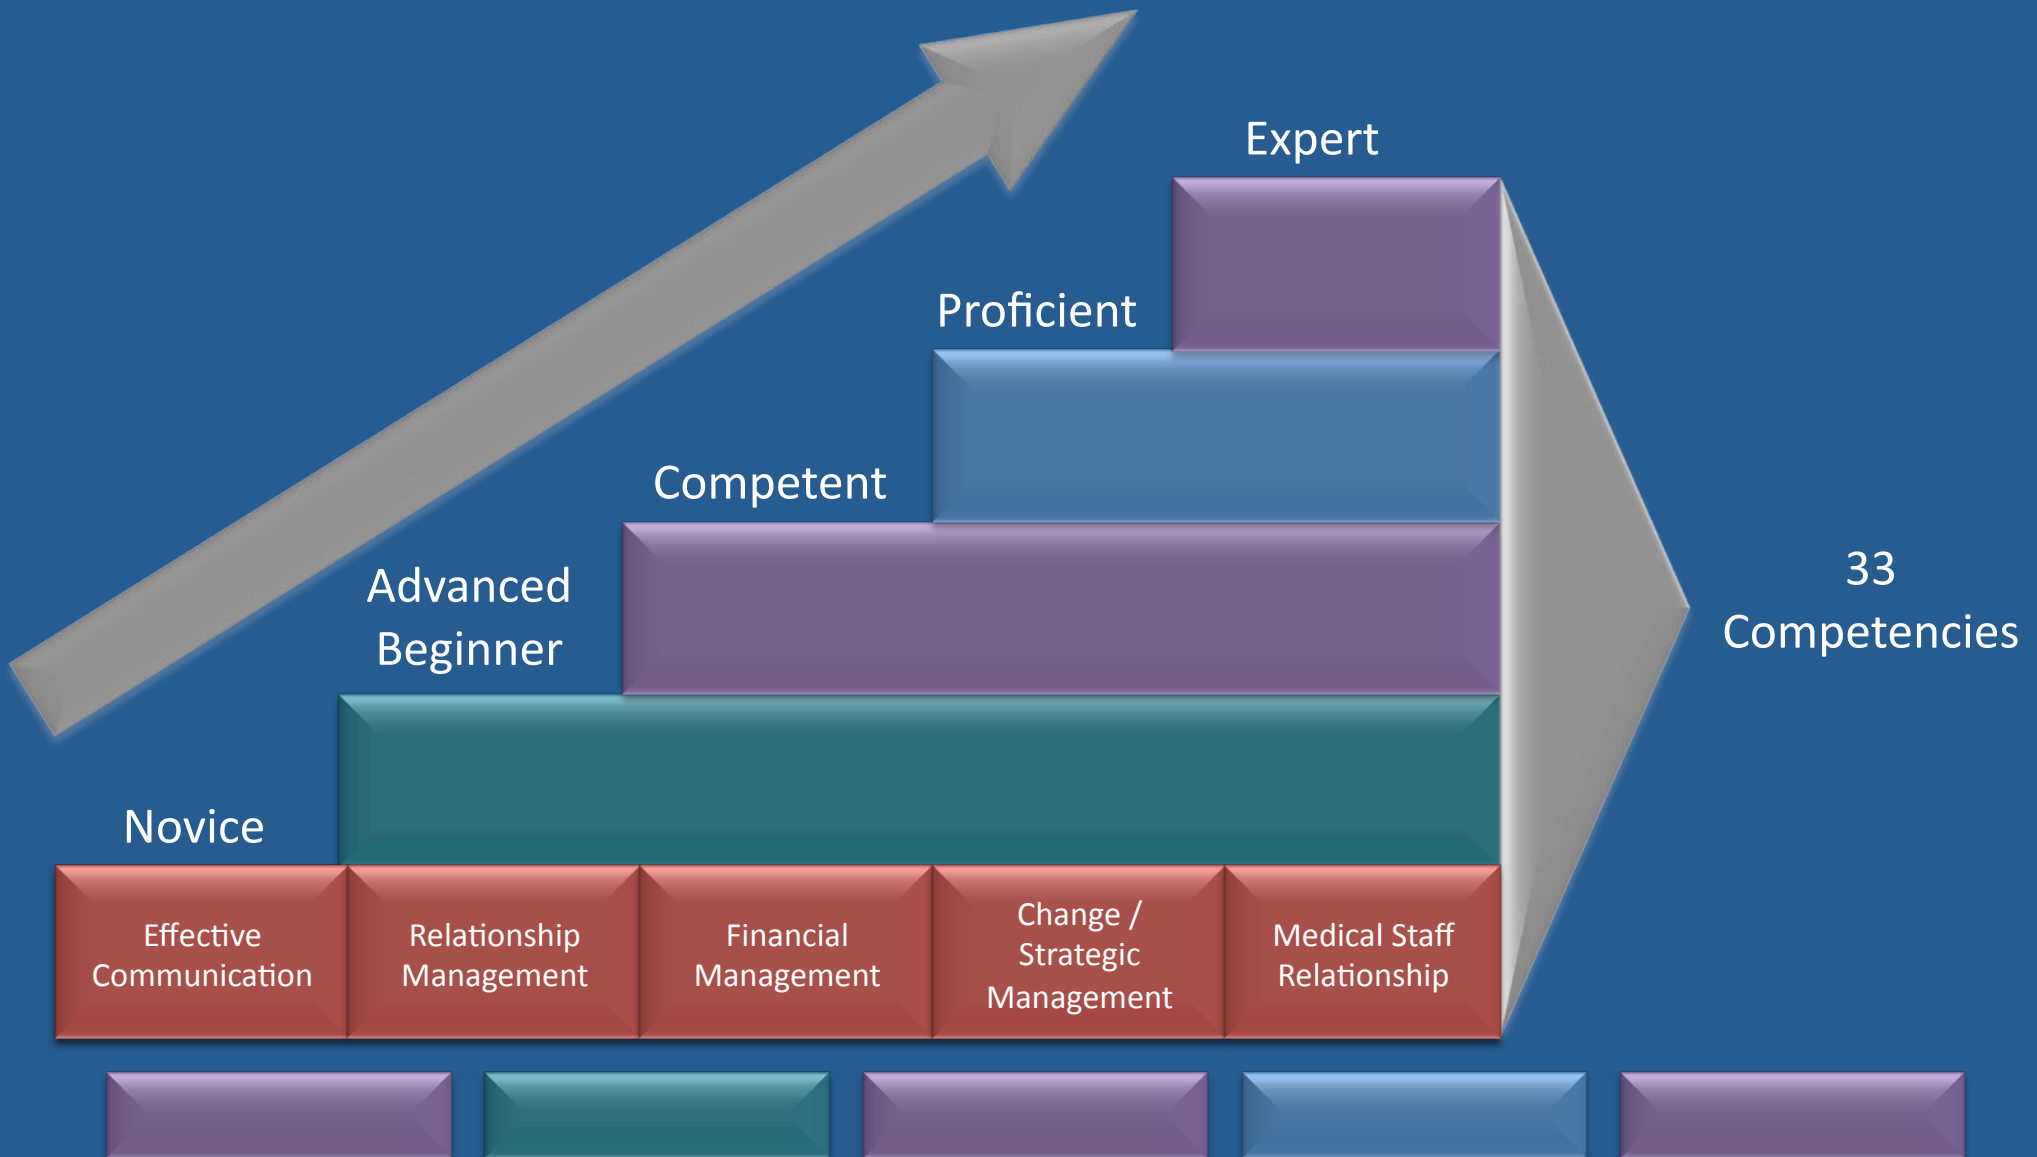 Expert
Proficient
Competent
Advanced
Beginner
33
Competencies
Novice
Effective
Communication
Relationship
Management
Financial
Management
Change /
Strategic
Management
Medical Staff
Relationship